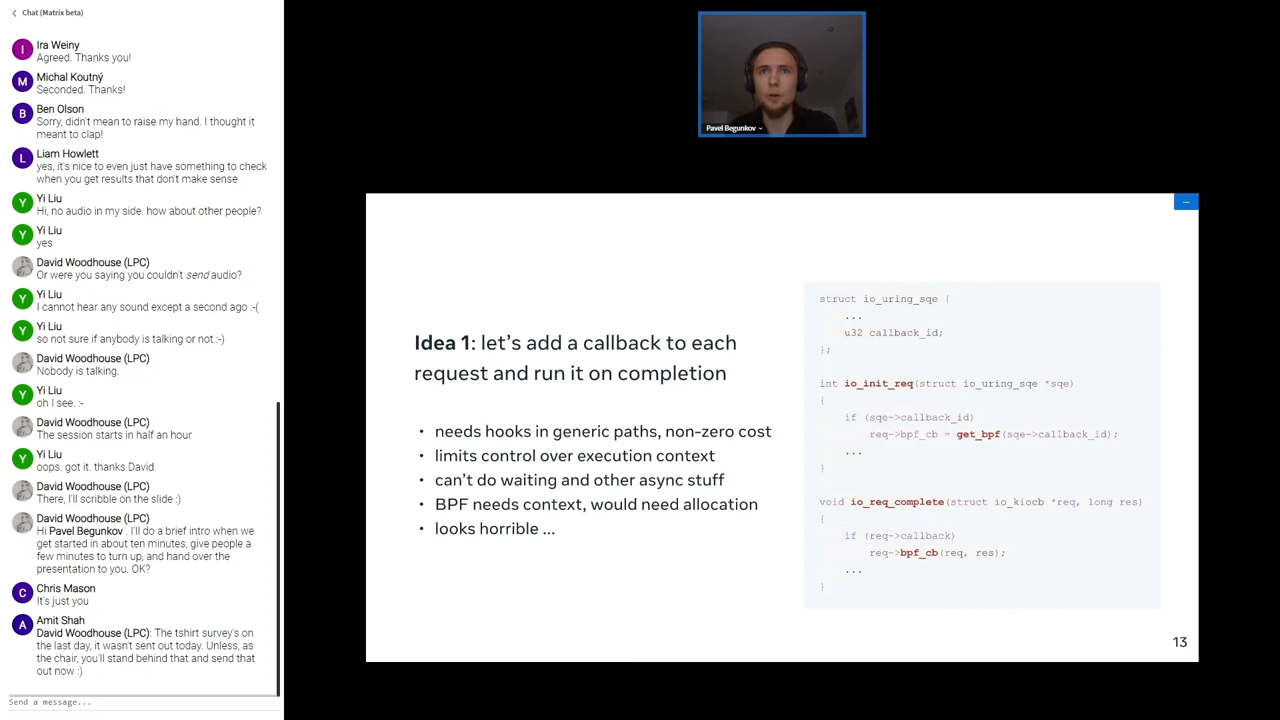 Chat (Matrix beta)
I
Ira Weiny
Agreed. Thanks you!
M
Michal Koutný
Seconded. Thanks!
B
Ben Olson
Sorry, didn't mean to raise my hand. I thought it
meant to clap!
L
Liam Howlett
yes, it's nice to even just have something to check
when you get results that don't make sense
Y
Yi Liu
Hi, no audio in my side. how about other people?
Y
Yi Liu
yes
David Woodhouse (LPC)
Or were you saying you couldn't send audio?
Y
Yi Liu
I cannot hear any sound except a second ago :-(
Y
Yi Liu
so not sure if anybody is talking or not.:-)
David Woodhouse (LPC)
Nobody is talking.
Y
Yi Liu
oh I see. :-
David Woodhouse (LPC)
The session starts in half an hour
Y
Yi Liu
oops. got it. thanks David.
David Woodhouse (LPC)
There, I'll scribble on the slide :)
David Woodhouse (LPC)
Hi Pavel Begunkov . I'll do a brief intro when we
get started in about ten minutes, give people a
few minutes to turn up, and hand over the
presentation to you. OK?
C
Chris Mason
It's just you
A
Amit Shah
David Woodhouse (LPC): The tshirt survey's on
the last day, it wasn't sent out today. Unless, as
the chair, you'll stand behind that and send that
out now :)
Send a message...
Pavel Begunkov
Idea 1: let's add a callback to each
request and run it on completion
• needs hooks in generic paths, non-zero cost
• limits control over execution context
• can't do waiting and other async stuff
• BPF needs context, would need allocation
• looks horrible ...
struct io_uring_sqe {
...
u32 callback_id;
};
int io_init_req(struct io_uring_sqe *sqe)
{
if (sqe->callback_id)
req->bpf_cb = get_bpf(sqe->callback_id);
...
}
void io_req_complete(struct io_kiocb *req, long res)
{
if (req->callback)
req->bpf_cb(req, res);
...
}
13